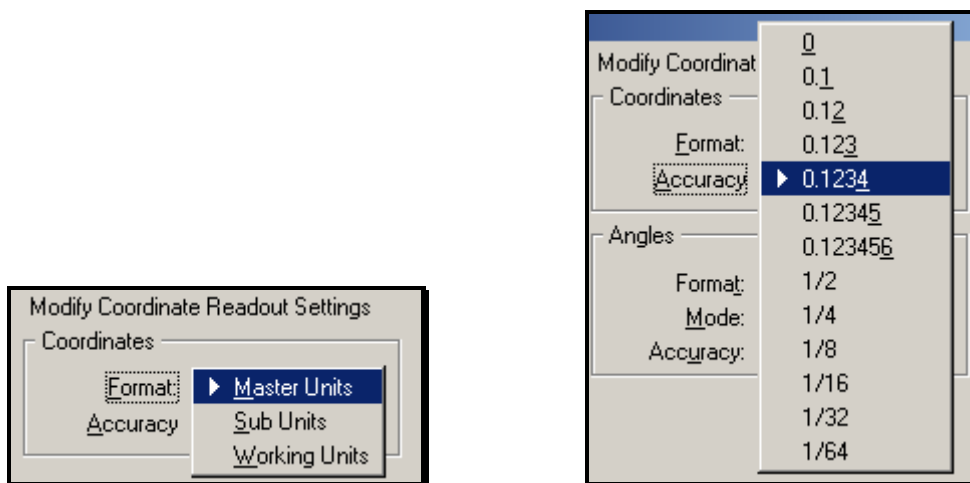 Modify Coordinate Readout Settings
Coordinates
Format:
Master Units
Accuracy
Sub Units
Working Units
Modify Coordinat
Coordinates
Format:
Accuracy
0
0.1
0.12
0.123
0.1234
0.12345
0.123456
1/2
1/4
1/8
1/16
1/32
1/64
Angles
Format:
Mode:
Accuracy: